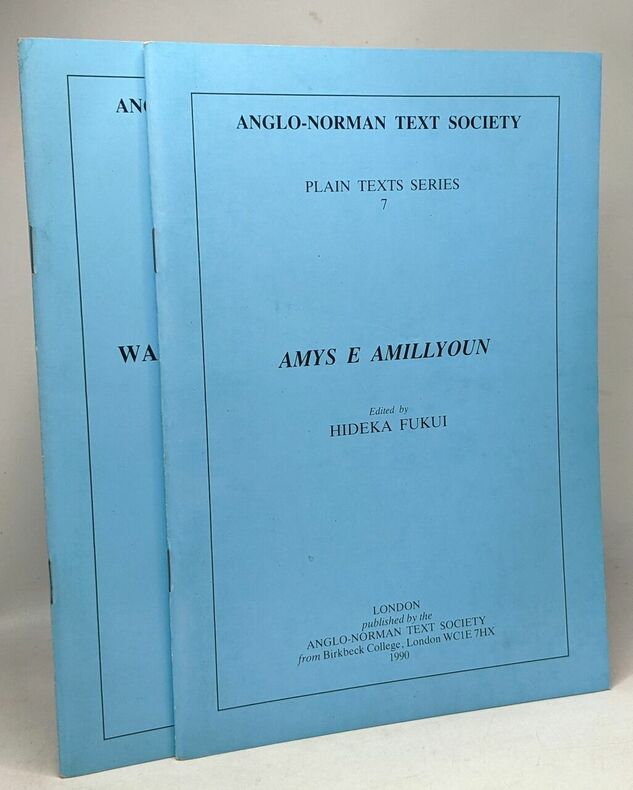 ANGLO-NORMAN TEXT SOCIETY
PLAIN TEXTS SERIES
7
AMYS E AMILLYOUN
Edited by
HIDEKA FUKUI
LONDON
published by the
ANGLO-NORMAN TEXT SOCIETY
from Birkbeck College, London WC1E 7HX
1990
WA